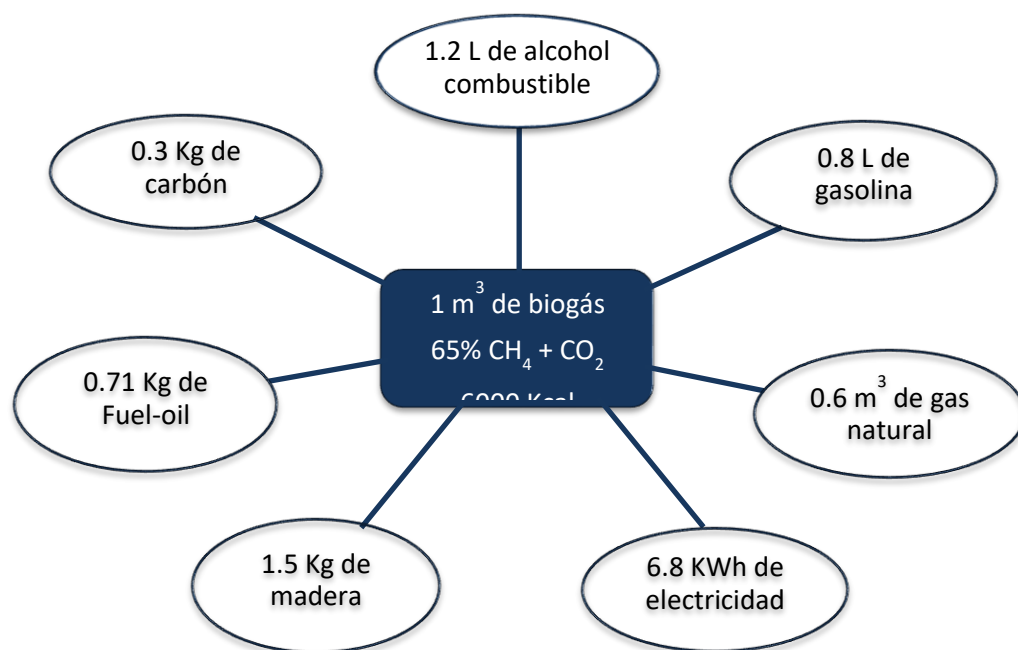 1.2 L de alcohol
combustible
0.3 Kg de
carbón
0.8 L de
gasolina
1 m³ de biogás
65% CH₄ + CO₂
6000 Kcal
0.71 Kg de
Fuel-oil
0.6 m³ de gas
natural
1.5 Kg de
madera
6.8 KWh de
electricidad